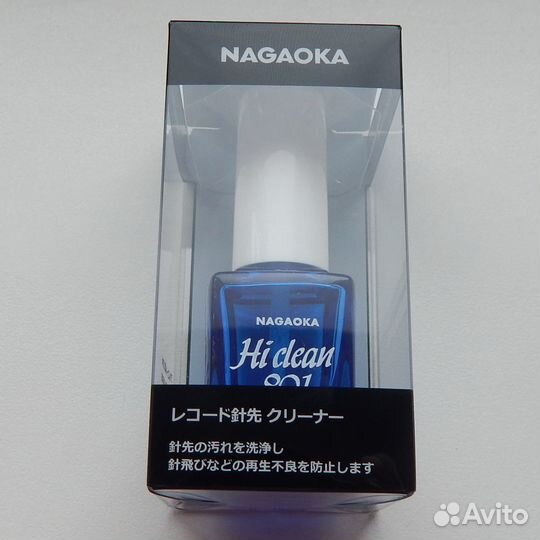 NAGAOKA
NAGAOKA
Hi clean
801
レコード針先 クリーナー
針先の汚れを洗浄し
針飛びなどの再生不良を防止します
Avito